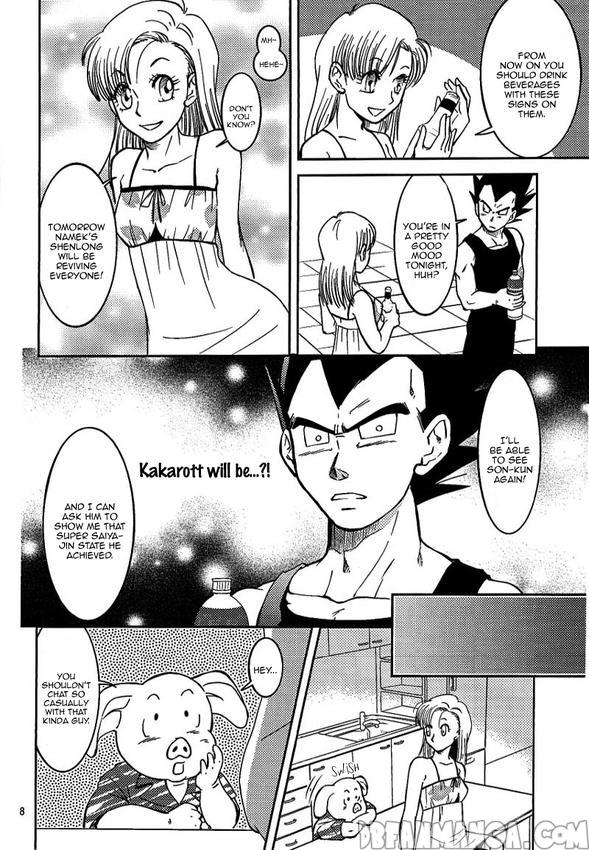 FROM
NOW ON YOU
SHOULD DRINK
BEVERAGES
WITH THESE
SIGNS ON
THEM.
YOU'RE IN
A PRETTY
GOOD
MOOD
TONIGHT,
HUH?
MH~
HEHE~
DON'T
YOU
KNOW?
TOMORROW
NAMEK'S
SHENLONG
WILL BE
REVIVING
EVERYONE!
I'LL
BE ABLE
TO SEE
SON-KUN
AGAIN!
Kakarott will be...?!
AND I CAN
ASK HIM TO
SHOW ME THAT
SUPER SAIYA-
JIN STATE HE
ACHIEVED.
SWISH
HEY...
YOU
SHOULDN'T
CHAT SO
CASUALLY
WITH THAT
KINDA GUY.
8
DBFANMANGA.COM